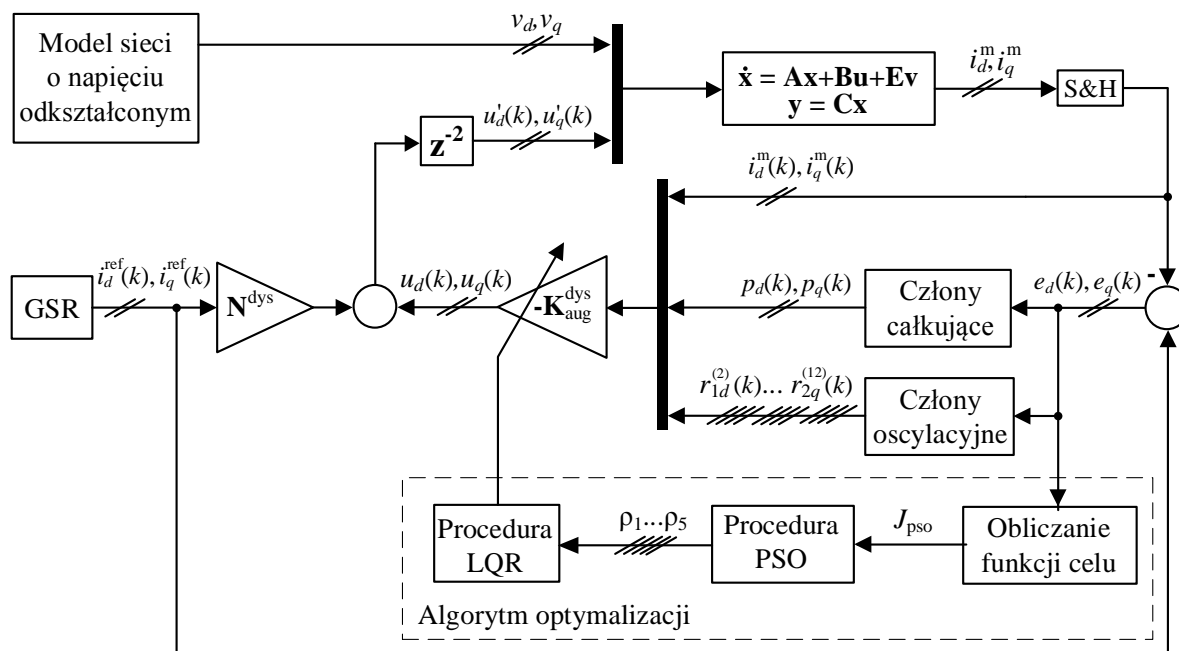 Model sieci
o napięciu
odkształconym
v_d, v_q
ẋ = Ax+Bu+Ev
y = Cx
i_d^m, i_q^m
S&H
z^-2
u'_d(k), u'_q(k)
i_d^m(k), i_q^m(k)
GSR
i_d^ref(k), i_q^ref(k)
N^dys
u_d(k), u_q(k)
-K_aug^dys
p_d(k), p_q(k)
Człony
całkujące
e_d(k), e_q(k)
-
r_1d^(2)(k)... r_2q^(12)(k)
Człony
oscylacyjne
Procedura
LQR
ρ_1...ρ_5
Procedura
PSO
J_pso
Obliczanie
funkcji celu
Algorytm optymalizacji